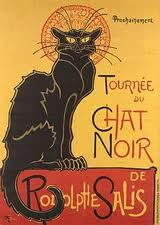 Prochainement
TOURNÉE
DU
CHAT
NOIR
DE
RODOLPHE
SALIS